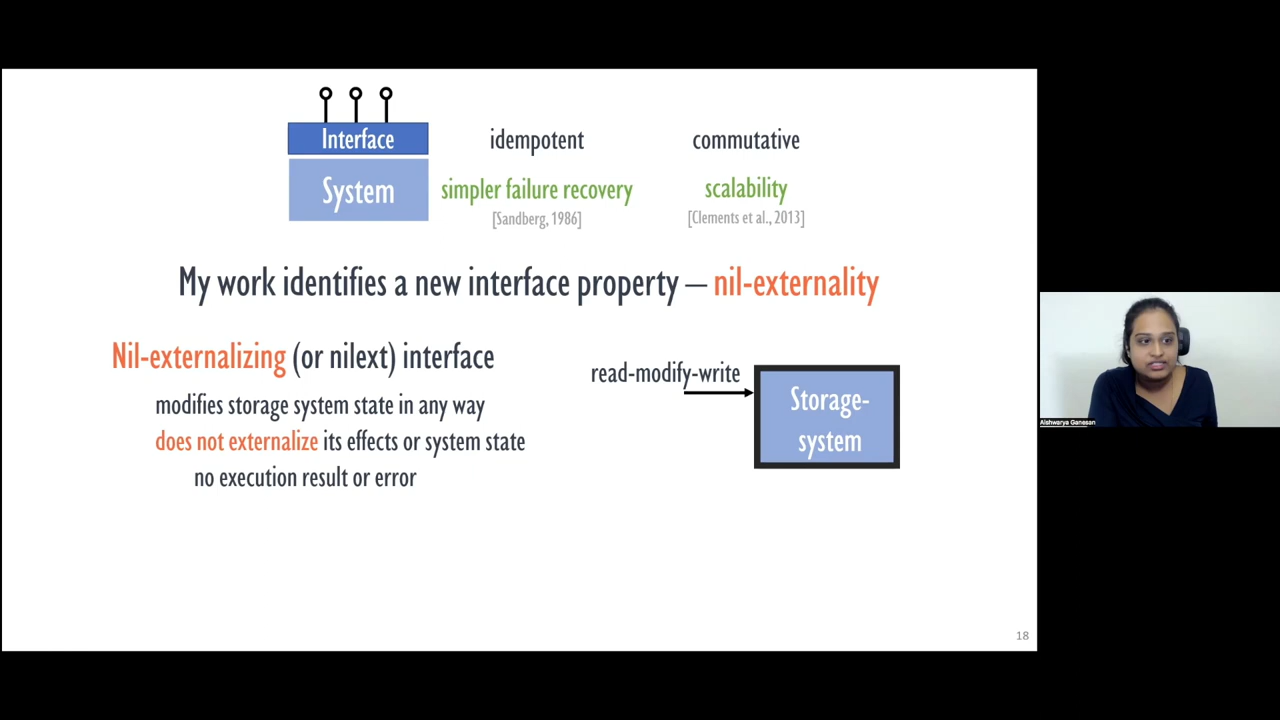 Interface
System
idempotent
commutative
simpler failure recovery
scalability
[Sandberg, 1986]
[Clements et al., 2013]
My work identifies a new interface property – nil-externality
Nil-externalizing (or nilext) interface
modifies storage system state in any way
does not externalize its effects or system state
no execution result or error
read-modify-write
Storage-
system
Aishwarya Ganesan
18